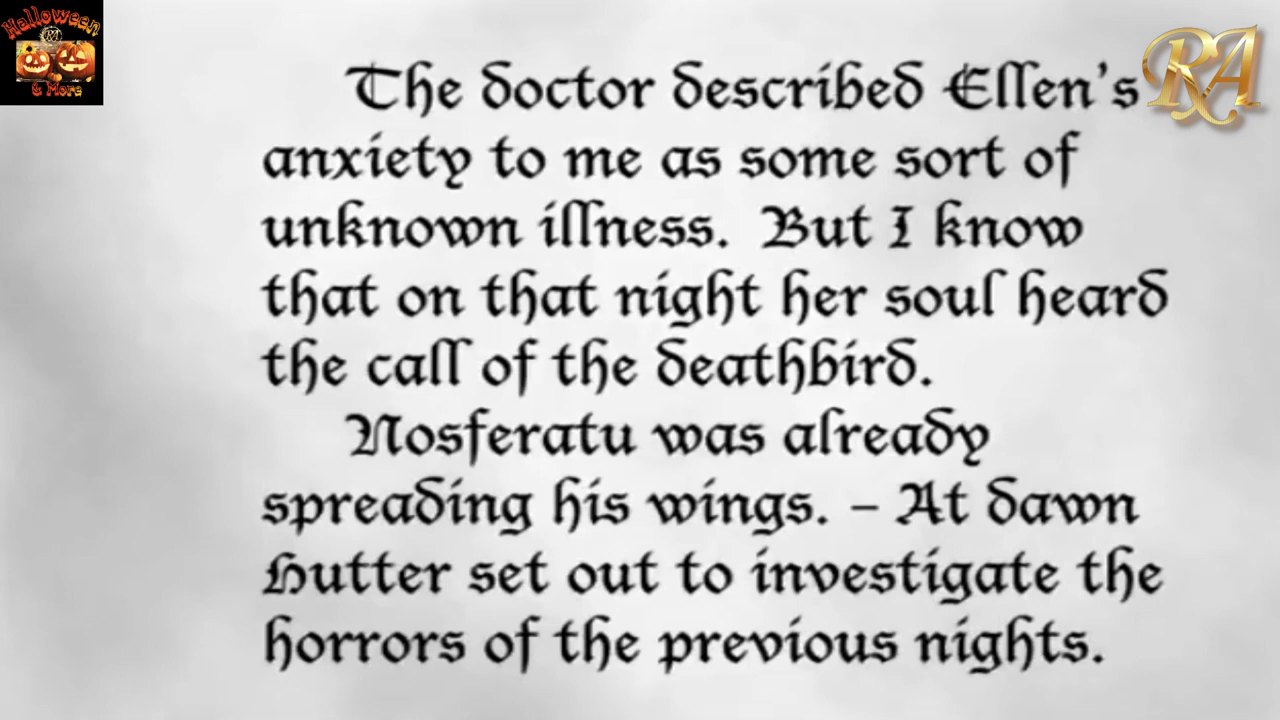 Halloween
RA
& More
RA
The doctor described Ellen's
anxiety to me as some sort of
unknown illness. But I know
that on that night her soul heard
the call of the deathbird.
Nosferatu was already
spreading his wings. – At dawn
Hutter set out to investigate the
horrors of the previous nights.